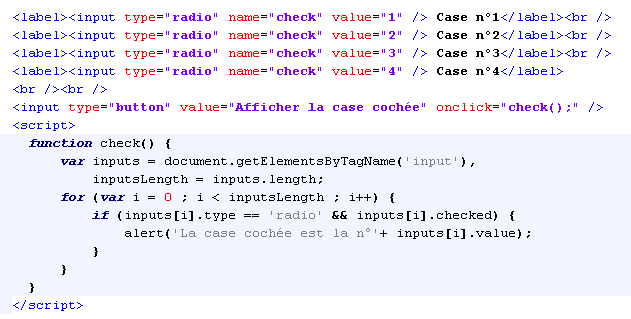 <label><input type="radio" name="check" value="1" /> Case n°1</label><br />
<label><input type="radio" name="check" value="2" /> Case n°2</label><br />
<label><input type="radio" name="check" value="3" /> Case n°3</label><br />
<label><input type="radio" name="check" value="4" /> Case n°4</label>
<br /><br />
<input type="button" value="Afficher la case cochée" onclick="check();" />
<script>
function check() {
var inputs = document.getElementsByTagName('input'),
inputsLength = inputs.length;
for (var i = 0 ; i < inputsLength ; i++) {
if (inputs[i].type == 'radio' && inputs[i].checked) {
alert('La case cochée est la n°'+ inputs[i].value);
}
}
}
</script>